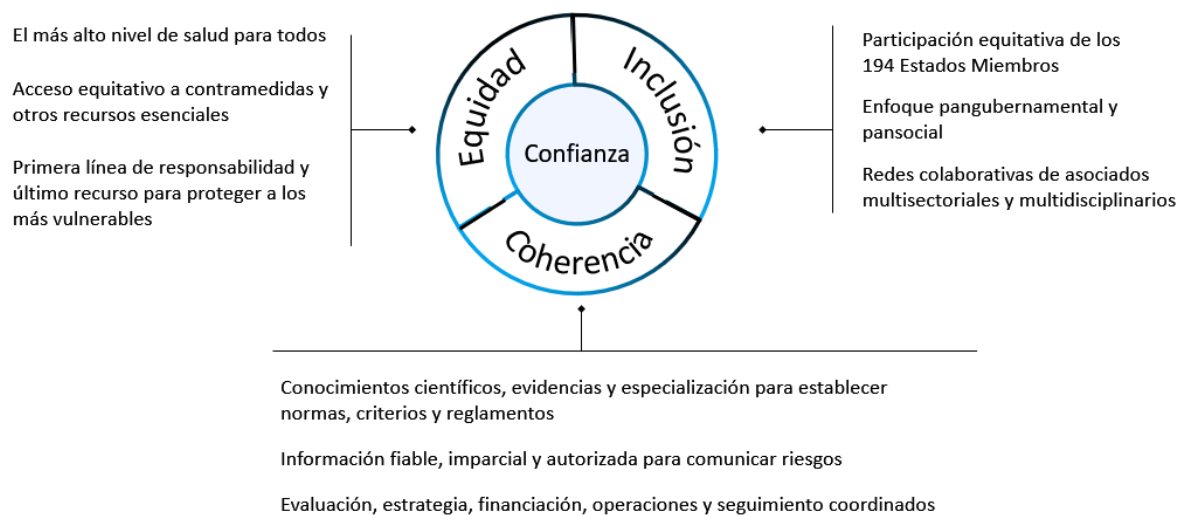 El más alto nivel de salud para todos
Acceso equitativo a contramedidas y
otros recursos esenciales
Primera línea de responsabilidad y
último recurso para proteger a los
más vulnerables
Equidad
Inclusión
Confianza
Coherencia
Participación equitativa de los
194 Estados Miembros
Enfoque pangubernamental y
pansocial
Redes colaborativas de asociados
multisectoriales y multidisciplinarios
Conocimientos científicos, evidencias y especialización para establecer
normas, criterios y reglamentos
Información fiable, imparcial y autorizada para comunicar riesgos
Evaluación, estrategia, financiación, operaciones y seguimiento coordinados